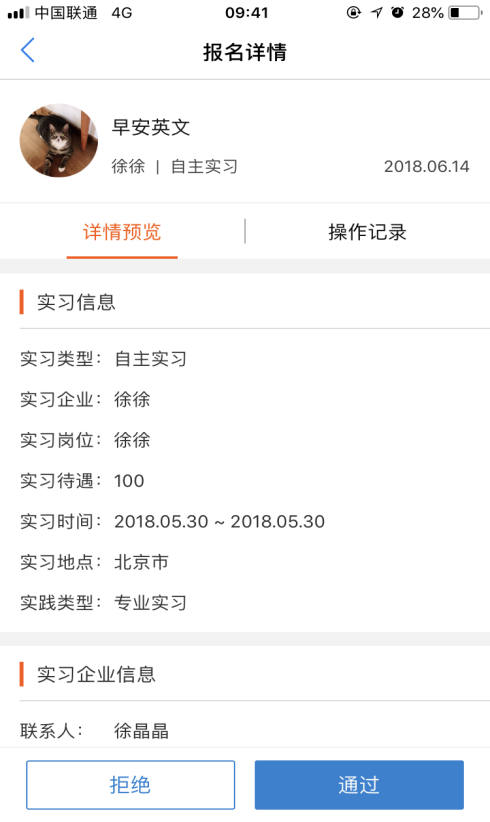 中国联通 4G 09:41 28%
报名详情
早安英文
徐徐 | 自主实习 2018.06.14
详情预览 操作记录
实习信息
实习类型：自主实习
实习企业：徐徐
实习岗位：徐徐
实习待遇：100
实习时间：2018.05.30 ~ 2018.05.30
实习地点：北京市
实践类型：专业实习
实习企业信息
联系人：徐晶晶
拒绝 通过